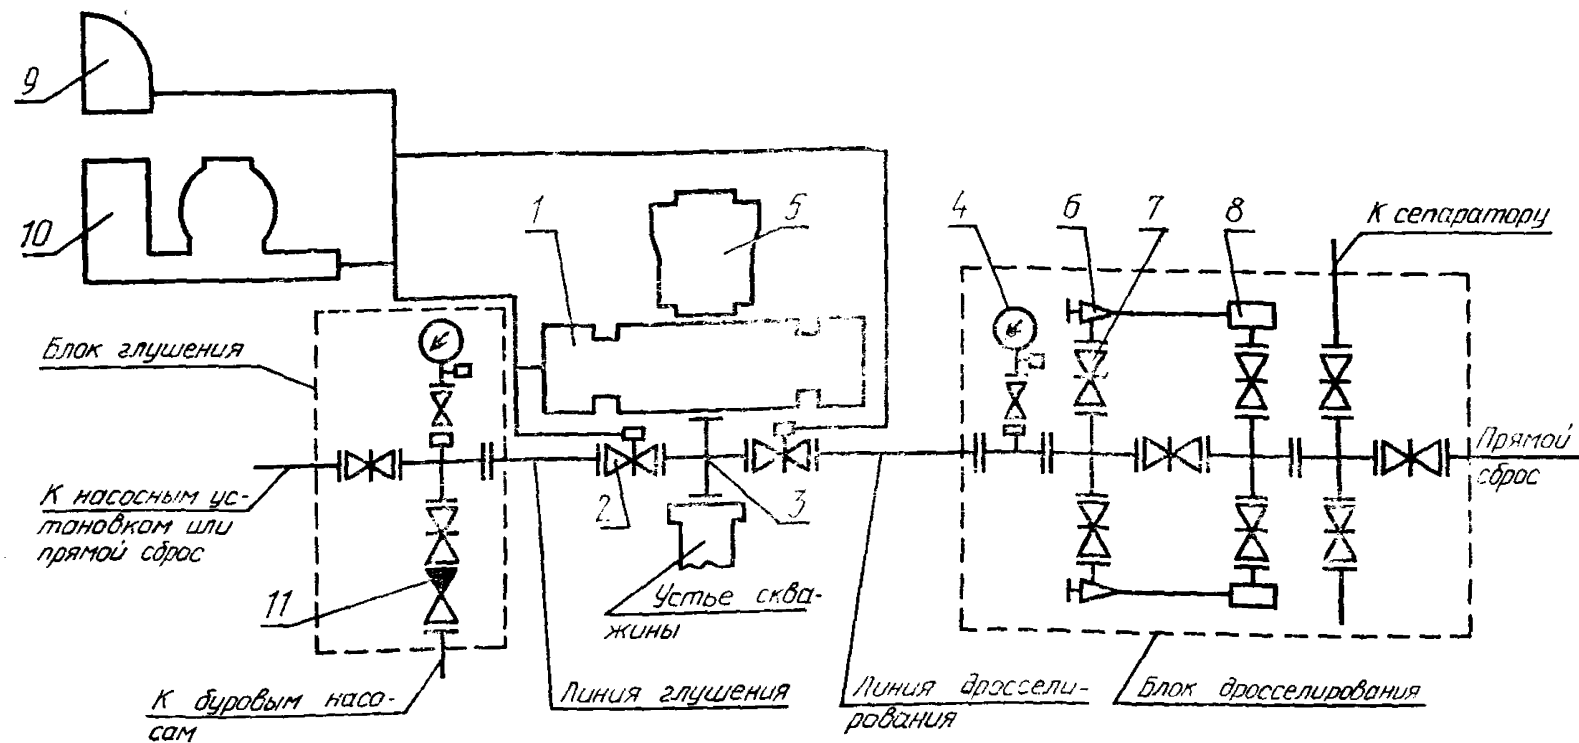 9
10
1
5
4
6
7
8
К сепаратору
Блок глушения
Прямой
сброс
К насосным ус-
тановкам или
прямой сброс
2
3
11
Устье сква-
жины
К буровым насо-
сам
Линия глушения
Линия дроссели-
рования
Блок дросселирования